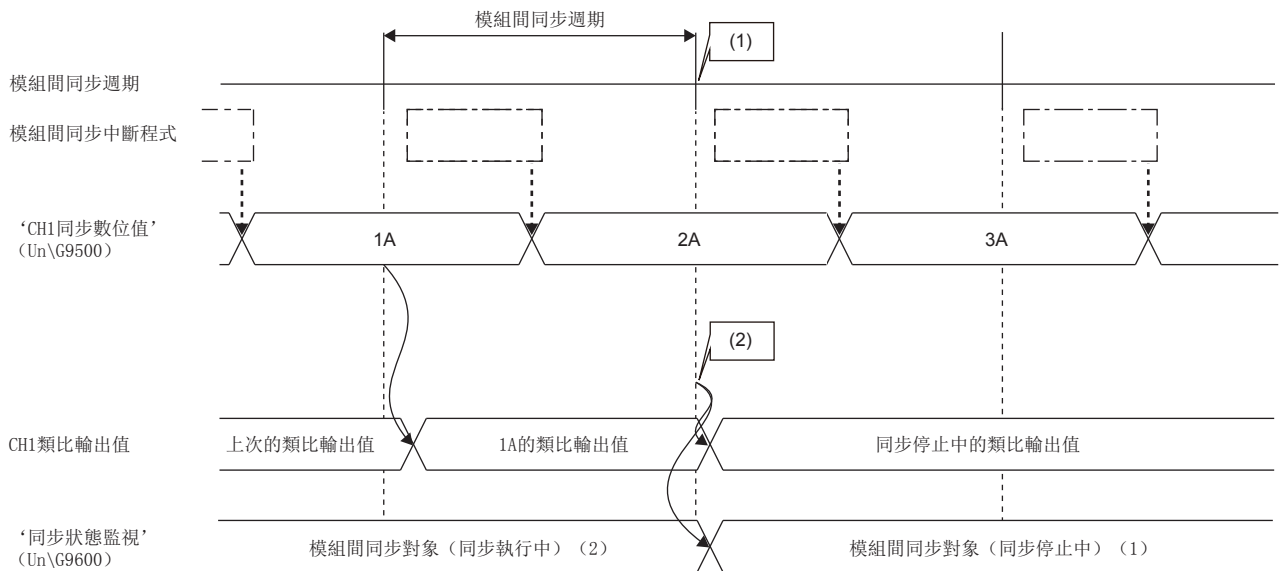 模組間同步週期
(1)
模組間同步週期
模組間同步中斷程式
‘CH1同步數位值’
(Un\G9500)
1A
2A
3A
(2)
CH1類比輸出值
上次的類比輸出值
1A的類比輸出值
同步停止中的類比輸出值
‘同步狀態監視’
(Un\G9600)
模組間同步對象(同步執行中)(2)
模組間同步對象(同步停止中)(1)